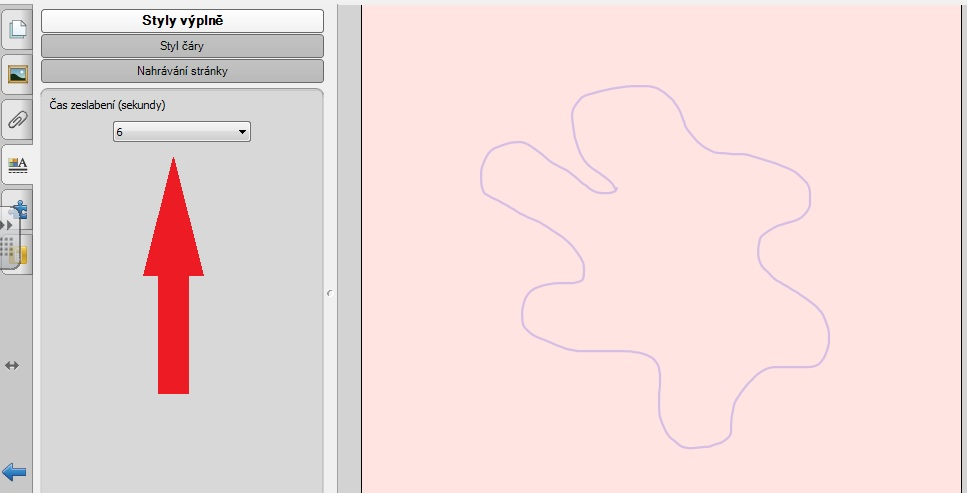 Styly výplně
Styl čáry
Nahrávání stránky
Čas zeslabení (sekundy)
6